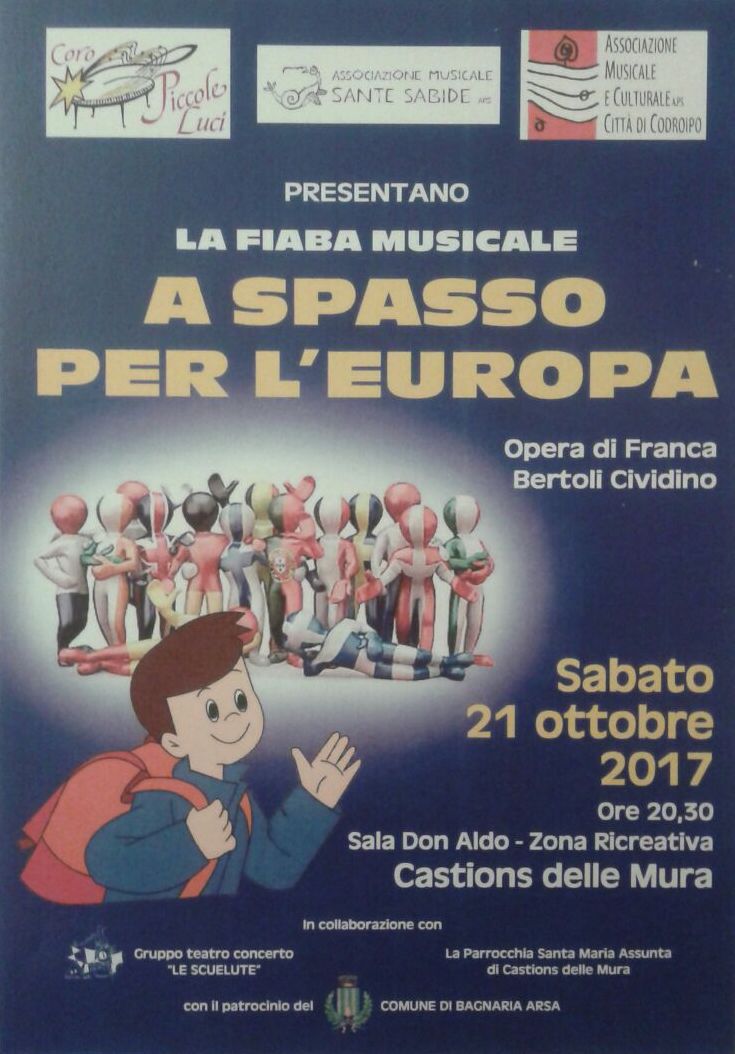 Coro
Piccole
Luci
ASSOCIAZIONE MUSICALE
SANTE SABIDE APS
ASSOCIAZIONE
MUSICALE
E CULTURALE A.P.S.
CITTÀ DI CODROIPO
PRESENTANO
LA FIABA MUSICALE
A SPASSO
PER L'EUROPA
Opera di Franca
Bertoli Cividino
Sabato
21 ottobre
2017
Ore 20,30
Sala Don Aldo - Zona Ricreativa
Castions delle Mura
In collaborazione con
Gruppo teatro concerto
"LE SCUELUTE"
La Parrocchia Santa Maria Assunta
di Castions delle Mura
con il patrocinio del COMUNE DI BAGNARIA ARSA